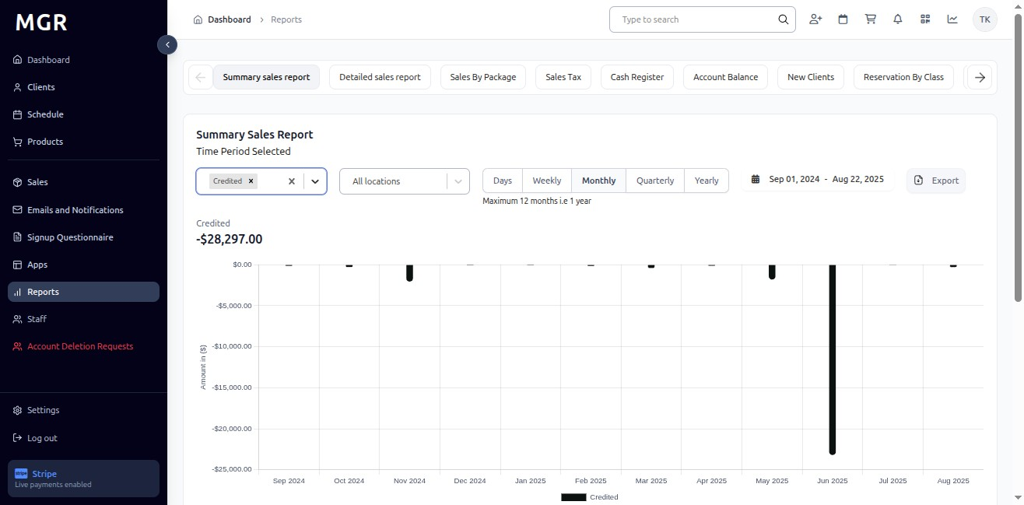 MGR
Dashboard
Clients
Schedule
Products
Sales
Emails and Notifications
Signup Questionnaire
Apps
Reports
Staff
Account Deletion Requests
Settings
Log out
Stripe
Live payments enabled
Dashboard > Reports
Type to search
TK
Summary sales report
Detailed sales report
Sales By Package
Sales Tax
Cash Register
Account Balance
New Clients
Reservation By Class
Summary Sales Report
Time Period Selected
Credited
All locations
Days
Weekly
Monthly
Quarterly
Yearly
Maximum 12 months i.e 1 year
Sep 01, 2024 - Aug 22, 2025
Export
Credited
-$28,297.00
Amount in ($)
$0.00
-$5,000.00
-$10,000.00
-$15,000.00
-$20,000.00
-$25,000.00
Sep 2024
Oct 2024
Nov 2024
Dec 2024
Jan 2025
Feb 2025
Mar 2025
Apr 2025
May 2025
Jun 2025
Jul 2025
Aug 2025
Credited